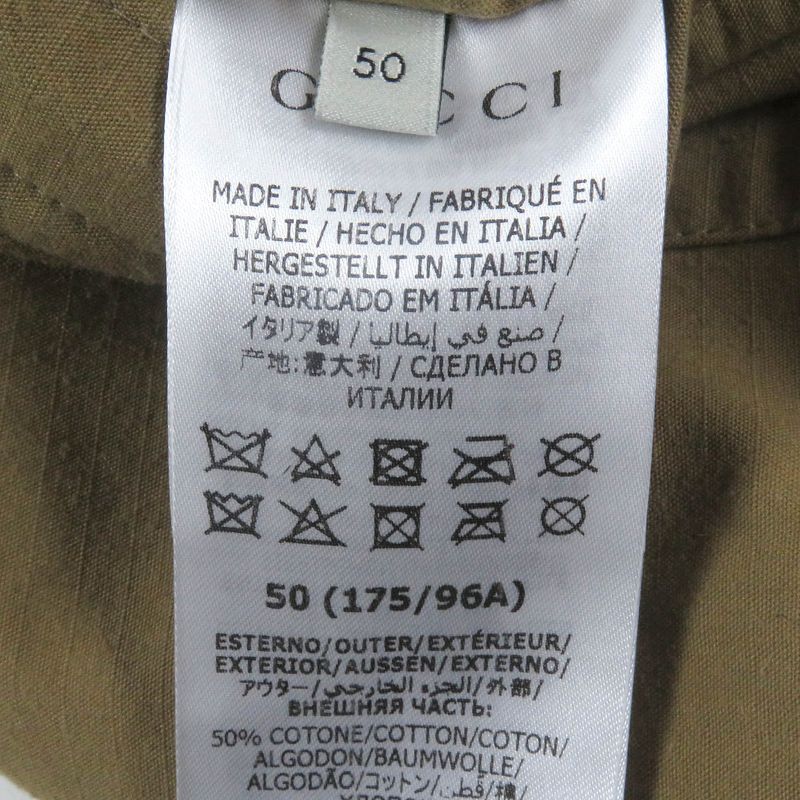 50
GUCCI
MADE IN ITALY / FABRIQUÉ EN
ITALIE / HECHO EN ITALIA /
HERGESTELLT IN ITALIEN /
FABRICADO EM ITÁLIA /
イタリア製 / صنع في إيطاليا /
产地:意大利 / СДЕЛАНО В
ИТАЛИИ
50 (175/96A)
ESTERNO/OUTER/EXTÉRIEUR/
EXTERIOR/AUSSEN/EXTERNO/
アウター/الجزء الخارجي/外部/
ВНЕШНЯЯ ЧАСТЬ:
50% COTONE/COTTON/COTON/
ALGODON/BAUMWOLLE/
ALGODÃO/コットン/قطن/棉/